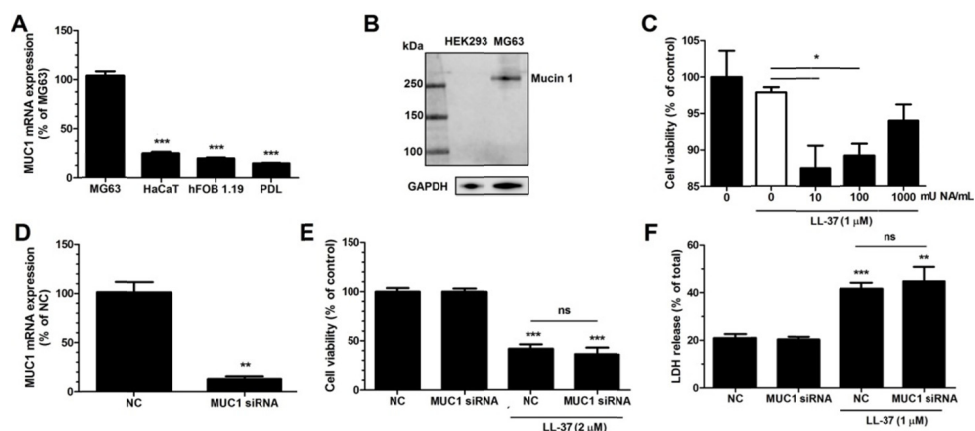 A
MUC1 mRNA expression
(% of MG63)
150
100
50
25
0
***
***
***
MG63
HaCaT
hFOB 1.19
PDL
B
kDa
HEK293 MG63
250
150
100
Mucin 1
GAPDH
C
Cell viability (% of control)
105
100
95
90
85
*
0
0
10
100
1000
mU NA/mL
LL-37 (1 µM)
D
MUC1 mRNA expression
(% of NC)
150
100
50
0
**
NC
MUC1 siRNA
E
Cell viability (% of control)
150
100
50
0
ns
***
***
NC
MUC1 siRNA
NC
MUC1 siRNA
LL-37 (2 µM)
F
LDH release (% of total)
60
40
20
0
ns
***
**
NC
MUC1 siRNA
NC
MUC1 siRNA
LL-37 (1 µM)